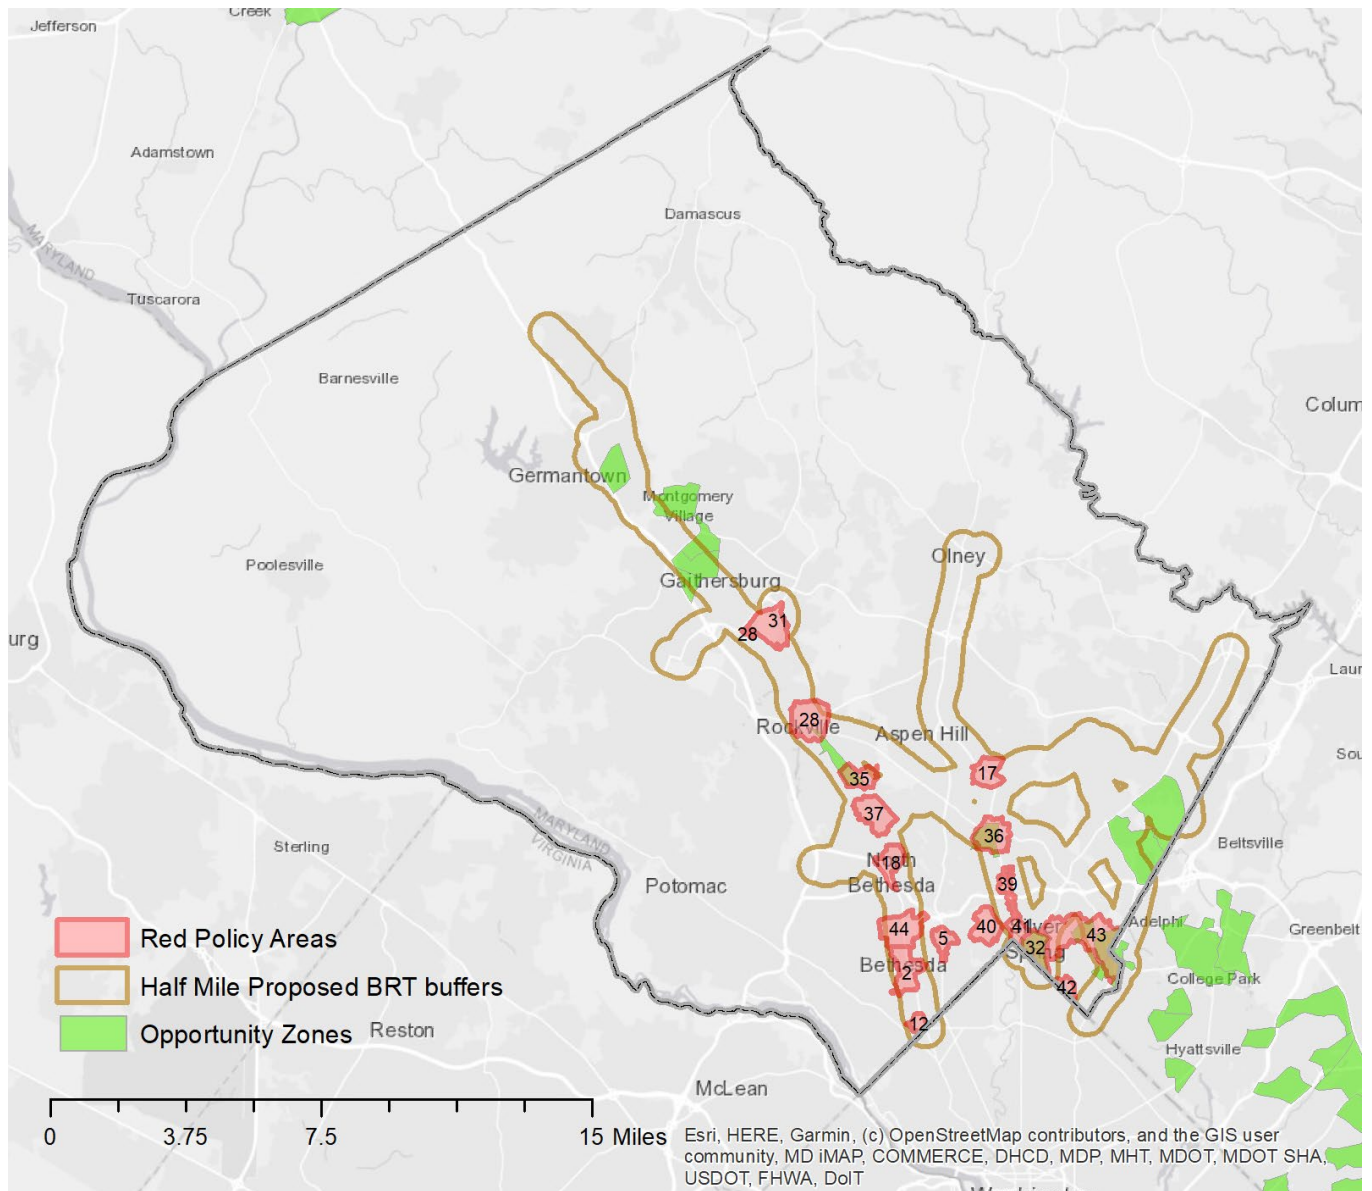 Creek
Jefferson
Adamstown
Damascus
MARYLAND
Tuscarora
Barnesville
Colum
Germantown
Montgomery
Village
Olney
Poolesville
Gaithersburg
31
28
urg
Laur
28
Rockville
Aspen Hill
Sou
17
35
37
MARYLAND
VIRGINIA
36
Sterling
Beltsville
North
18
Bethesda
Potomac
39
Red Policy Areas
44
5
40
41
Silver
43
Adelphi
Greenbelt
32
Spring
Bethesda
2
College Park
Half Mile Proposed BRT buffers
42
12
Opportunity Zones
Reston
Hyattsville
McLean
0 3.75 7.5 15 Miles
Esri, HERE, Garmin, (c) OpenStreetMap contributors, and the GIS user
community, MD iMAP, COMMERCE, DHCD, MDP, MHT, MDOT, MDOT SHA,
USDOT, FHWA, DoIT